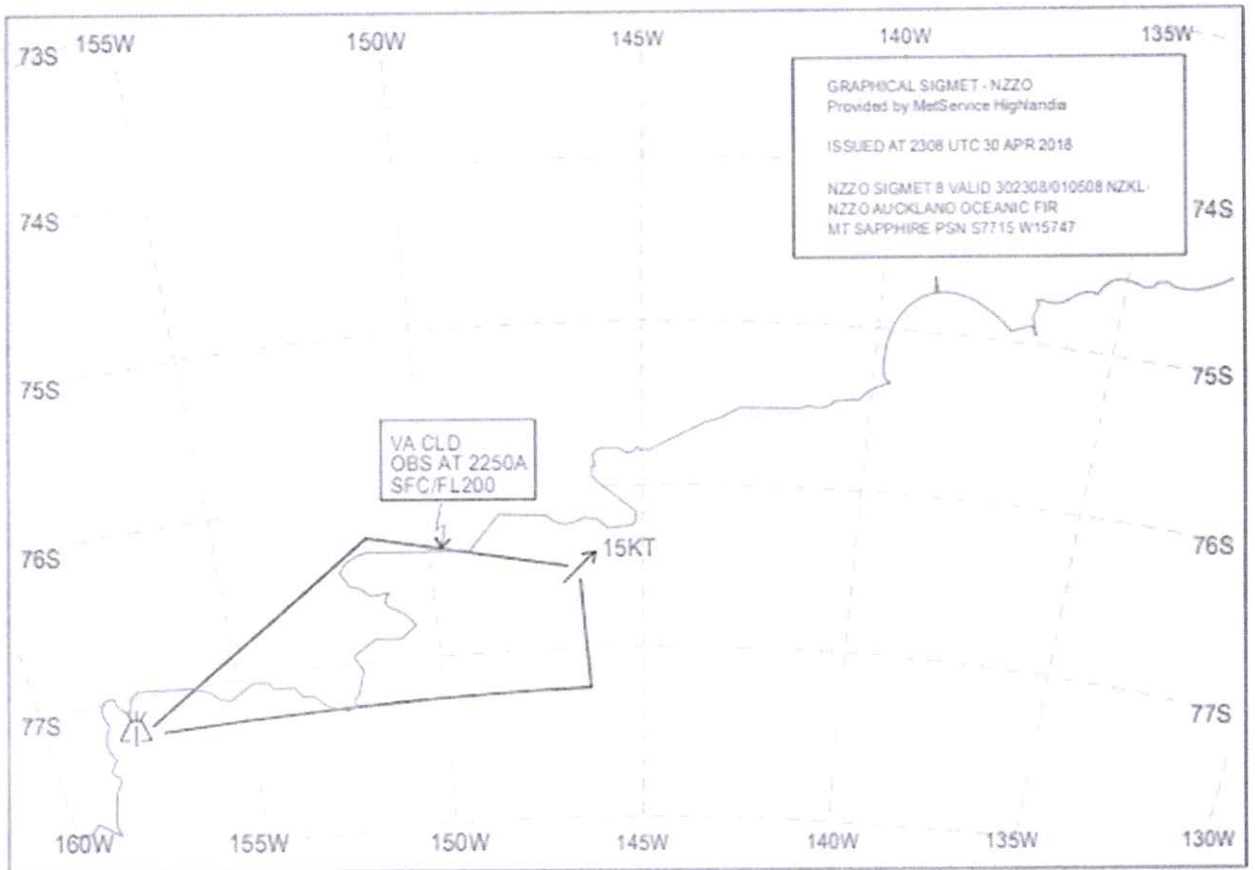 73S 155W 150W 145W 140W 135W
GRAPHICAL SIGMET - NZZO
Provided by MetService Highlandia
ISSUED AT 2308 UTC 30 APR 2018
NZZO SIGMET 8 VALID 302308/010508 NZKL-
NZZO AUCKLAND OCEANIC FIR
MT SAPPHIRE PSN S7715 W15747
74S 74S
75S 75S
VA CLD
OBS AT 2250A
SFC/FL200
76S 15KT 76S
77S 77S
160W 155W 150W 145W 140W 135W 130W